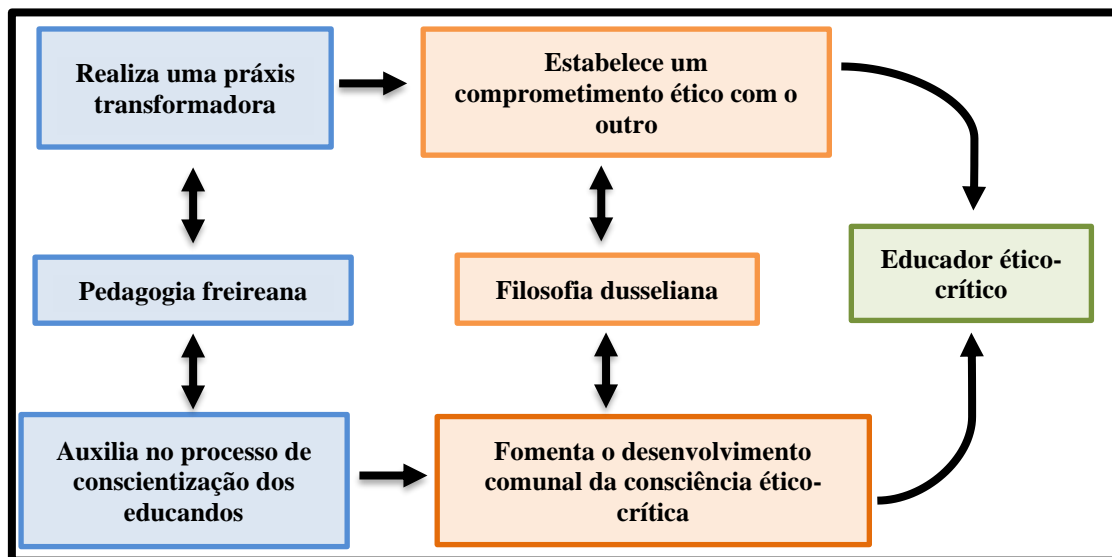 Realiza uma práxis
transformadora
Estabelece um
comprometimento ético com o
outro
Pedagogia freireana
Filosofia dusseliana
Educador ético-
crítico
Auxilia no processo de
conscientização dos
educandos
Fomenta o desenvolvimento
comunal da consciência ético-
crítica